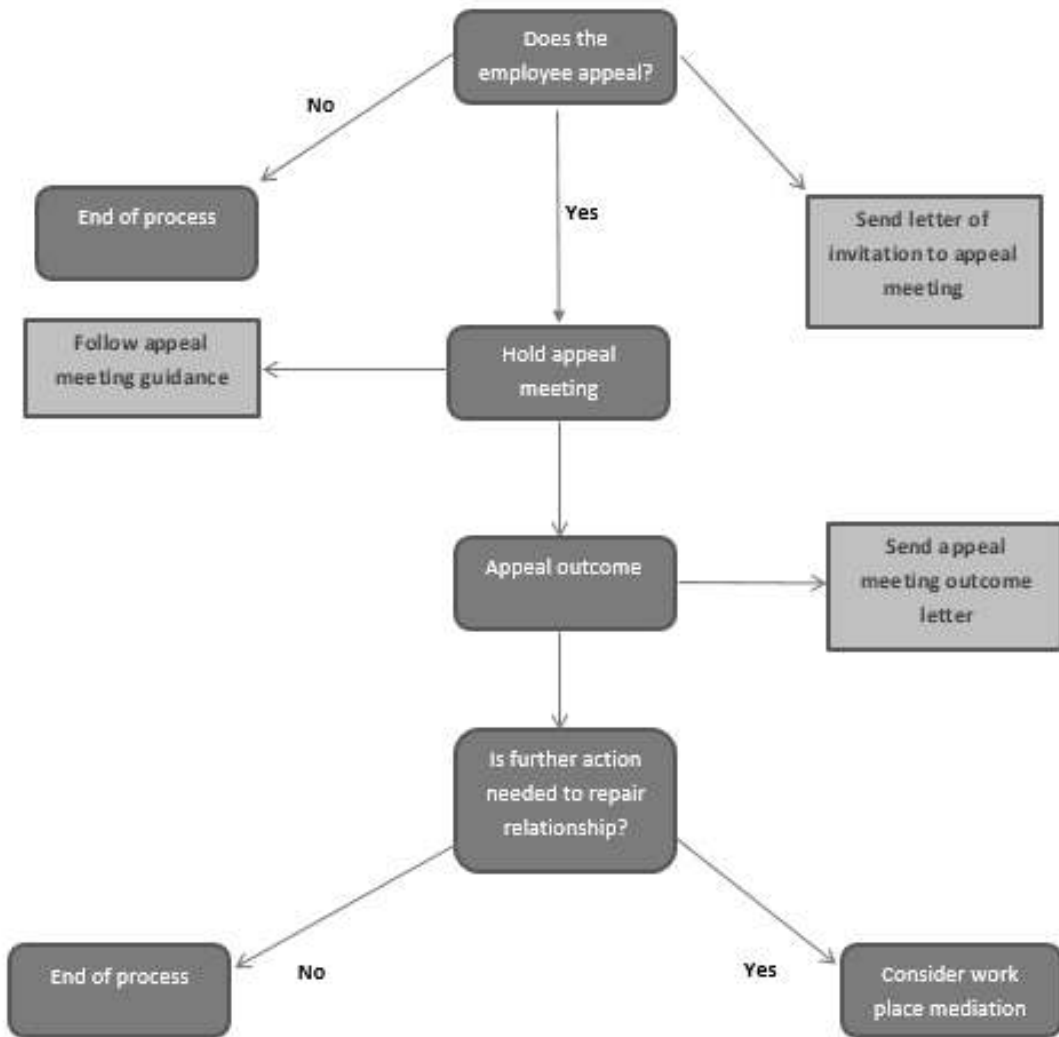 Does the
employee appeal?
No
End of process
Yes
Send letter of
invitation to appeal
meeting
Follow appeal
meeting guidance
Hold appeal
meeting
Appeal outcome
Send appeal
meeting outcome
letter
Is further action
needed to repair
relationship?
End of process
No
Yes
Consider work
place mediation